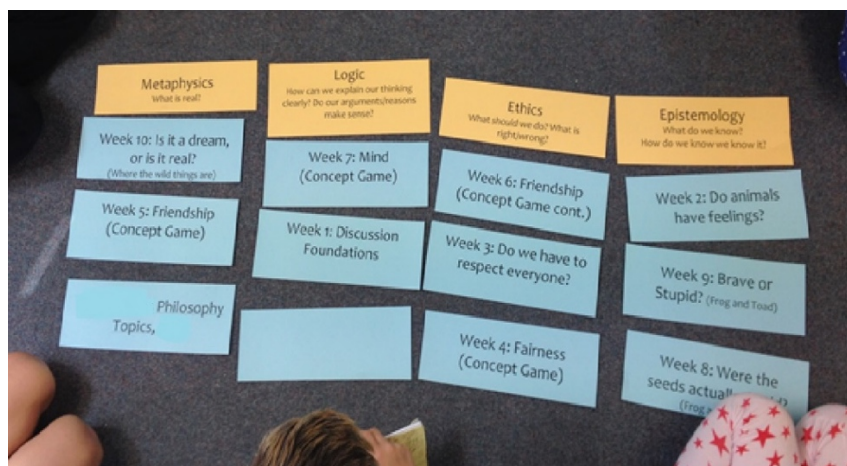 Metaphysics
What is real?
Week 10: Is it a dream,
or is it real?
(Where the wild things are)
Week 5: Friendship
(Concept Game)
Philosophy
Topics,
Logic
How can we explain our thinking
clearly? Do our arguments/reasons
make sense?
Week 7: Mind
(Concept Game)
Week 1: Discussion
Foundations
Ethics
What should we do? What is
right/wrong?
Week 6: Friendship
(Concept Game cont.)
Week 3: Do we have to
respect everyone?
Week 4: Fairness
(Concept Game)
Epistemology
What do we know?
How do we know we know it?
Week 2: Do animals
have feelings?
Week 9: Brave or
Stupid? (Frog and Toad)
Week 8: Were the
seeds
(Frog